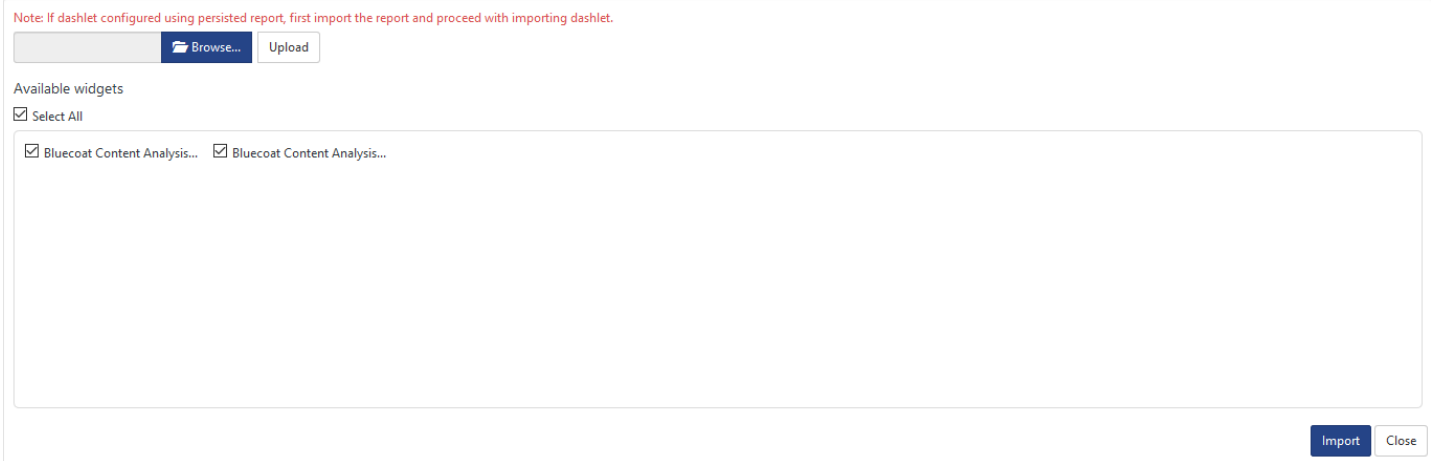 Note: If dashlet configured using persisted report, first import the report and proceed with importing dashlet.
Browse... Upload
Available widgets
Select All
Bluecoat Content Analysis... Bluecoat Content Analysis...
Import Close